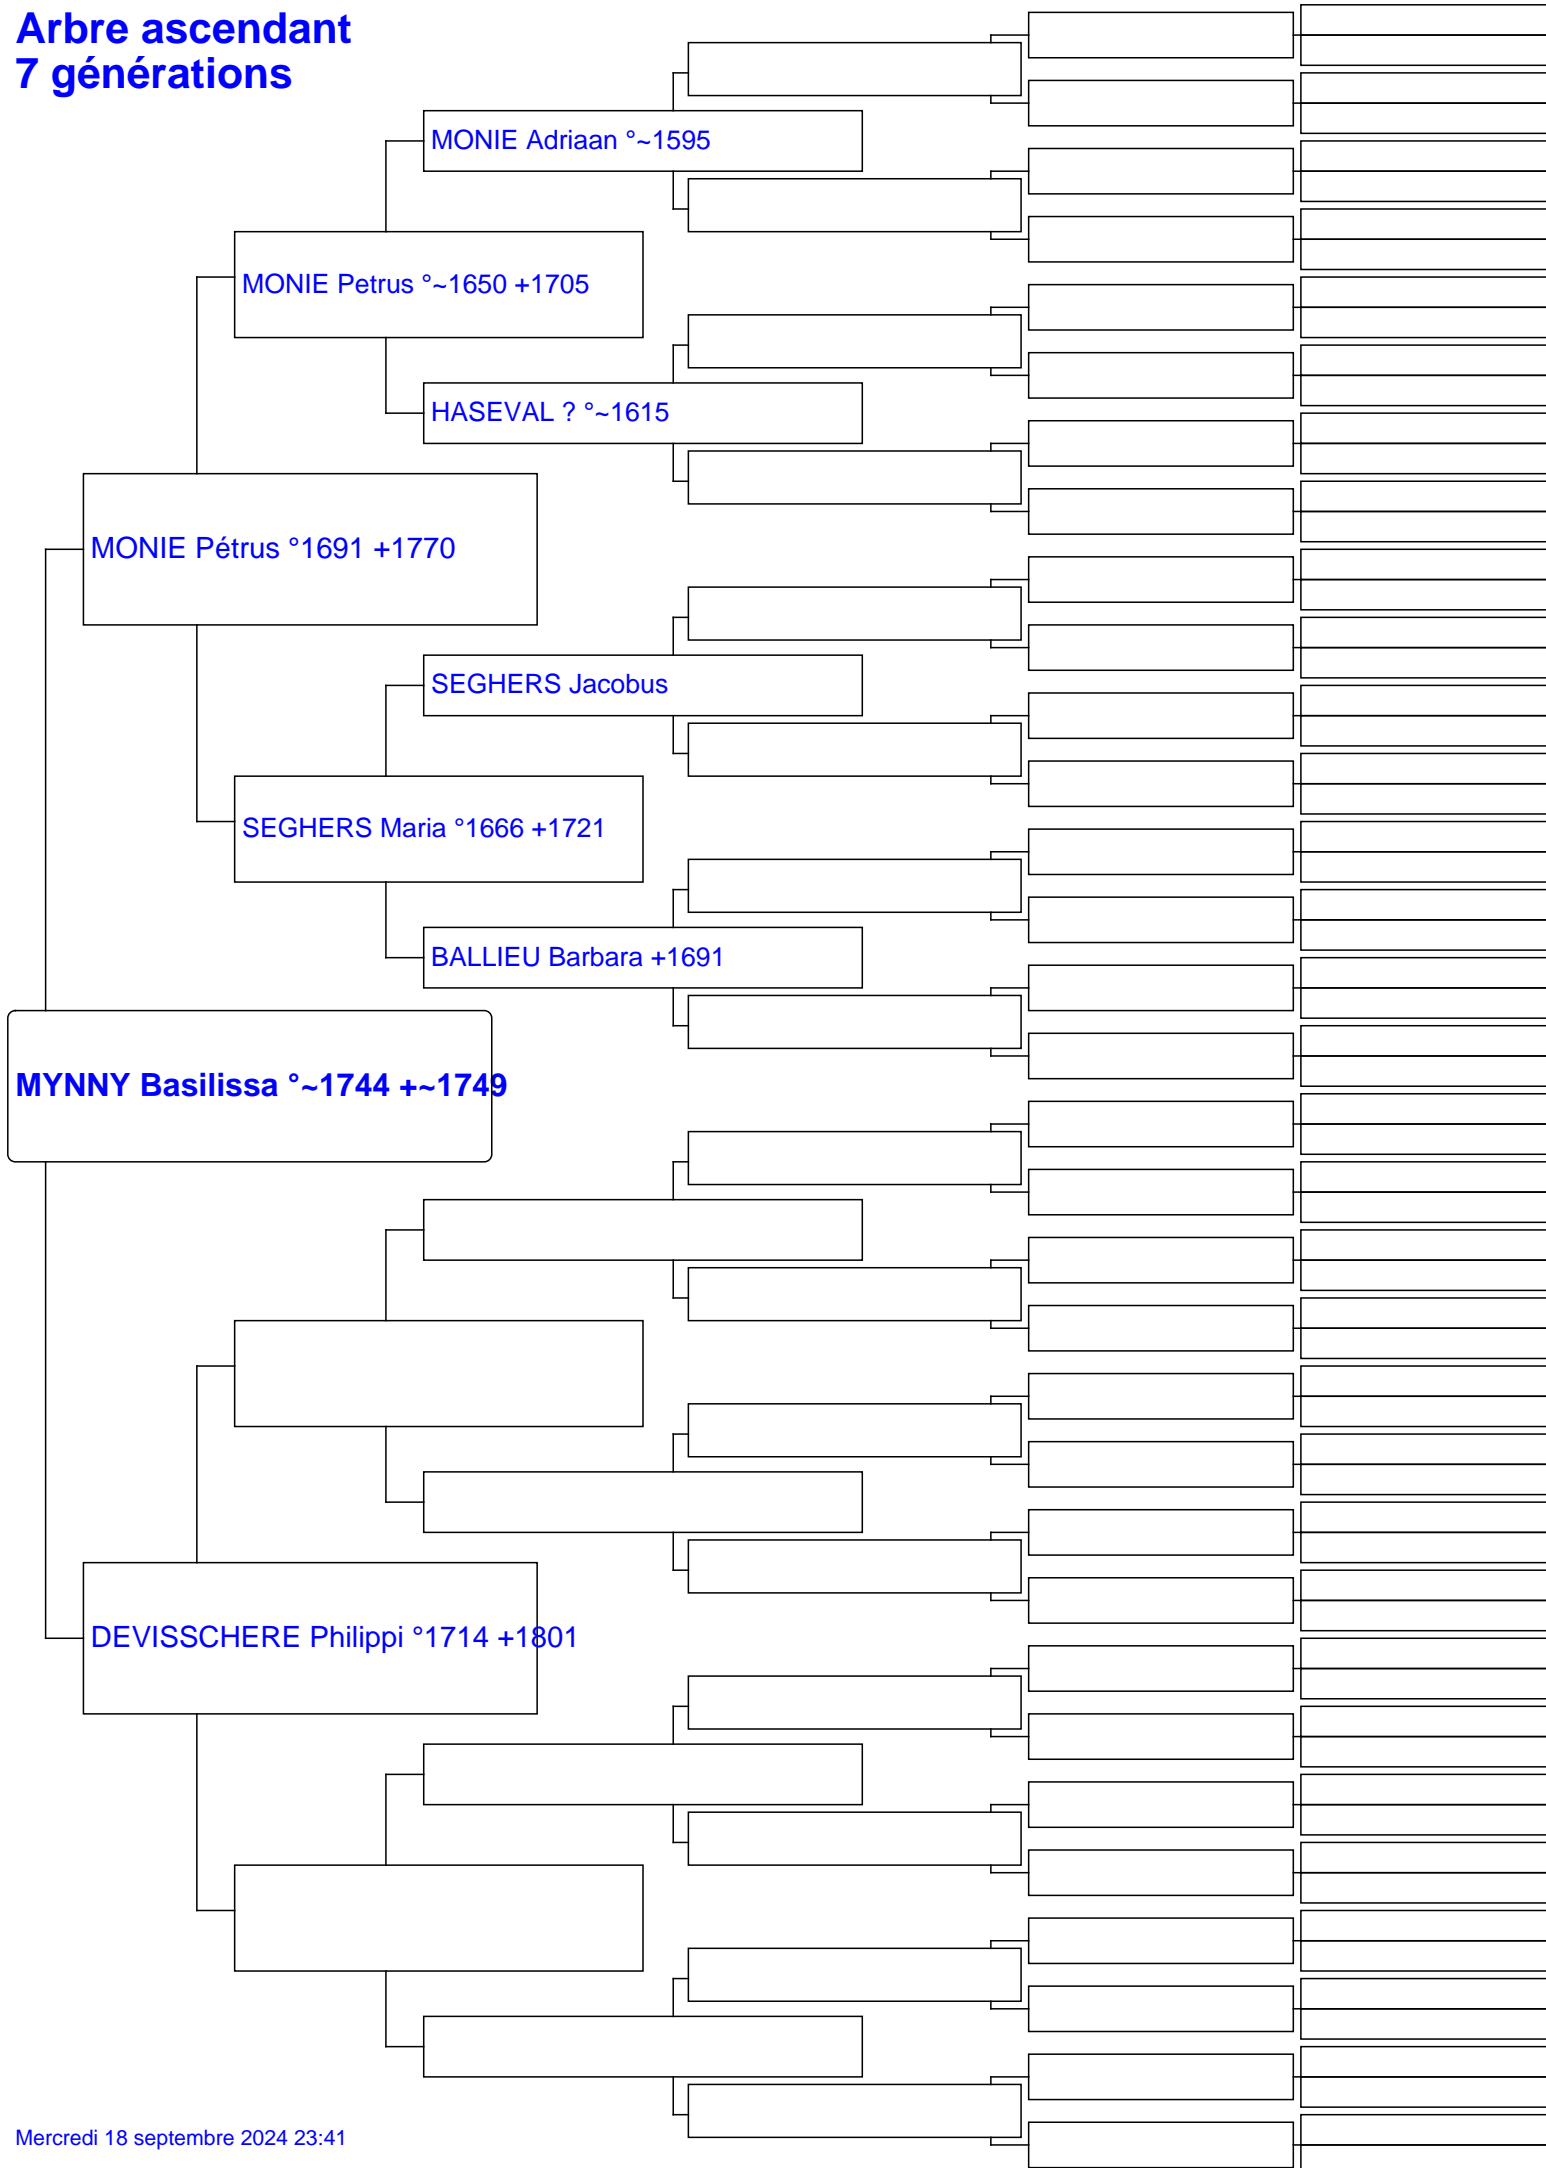 Arbre ascendant
7 générations
MONIE Adriaan °~1595
MONIE Petrus °~1650 +1705
HASEVAL ? °~1615
MONIE Pétrus °1691 +1770
SEGHERS Jacobus
SEGHERS Maria °1666 +1721
BALLIEU Barbara +1691
MYNNY Basilissa °~1744 +~1749
DEVISSCHERE Philippi °1714 +1801
Mercredi 18 septembre 2024 23:41